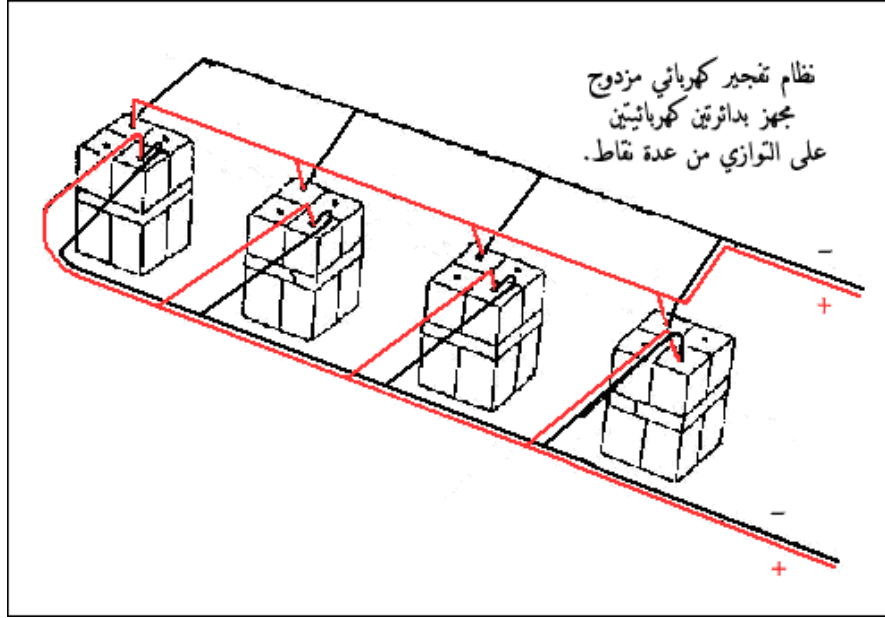 نظام تفجير كهربائي مزدوج
مجهز بدائرتين كهربائيتين
على التوازي من عدة نقاط.
−
+
−
+